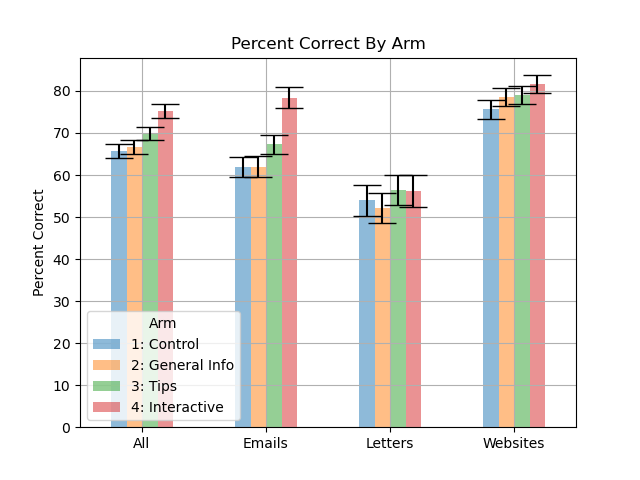 Percent Correct By Arm
Percent Correct
80
70
60
50
40
30
20
10
0
Arm
1: Control
2: General Info
3: Tips
4: Interactive
All Emails Letters Websites